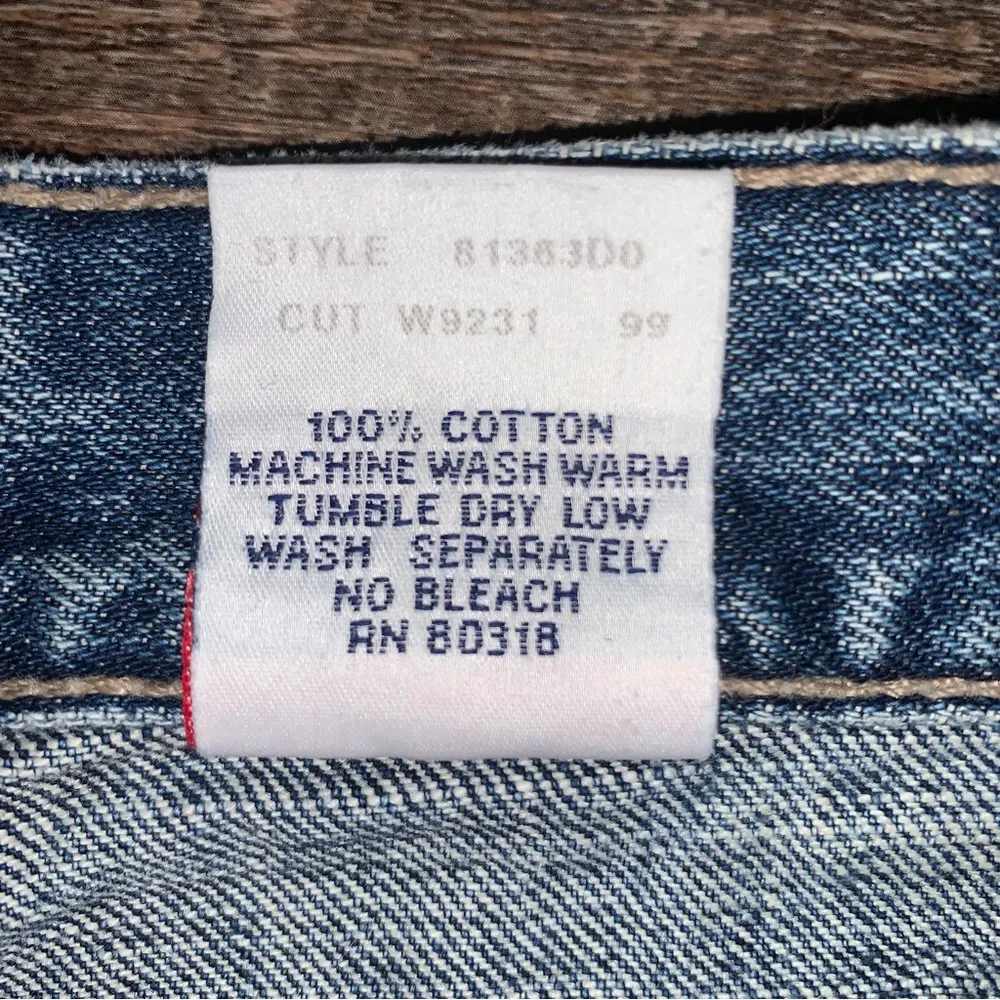 STYLE 81363D0
CUT W9231 99
100% COTTON
MACHINE WASH WARM
TUMBLE DRY LOW
WASH SEPARATELY
NO BLEACH
RN 80318